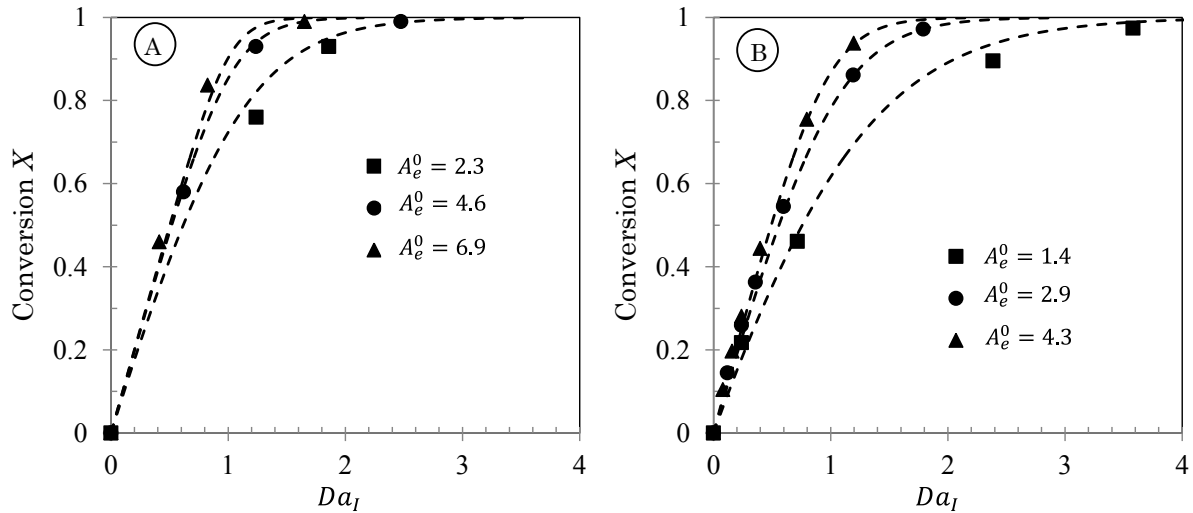 A
Conversion X
1
0.8
0.6
0.4
0.2
0
0
1
2
3
4
Da_I
A_e^0 = 2.3
A_e^0 = 4.6
A_e^0 = 6.9
B
Conversion X
1
0.8
0.6
0.4
0.2
0
0
1
2
3
4
Da_I
A_e^0 = 1.4
A_e^0 = 2.9
A_e^0 = 4.3